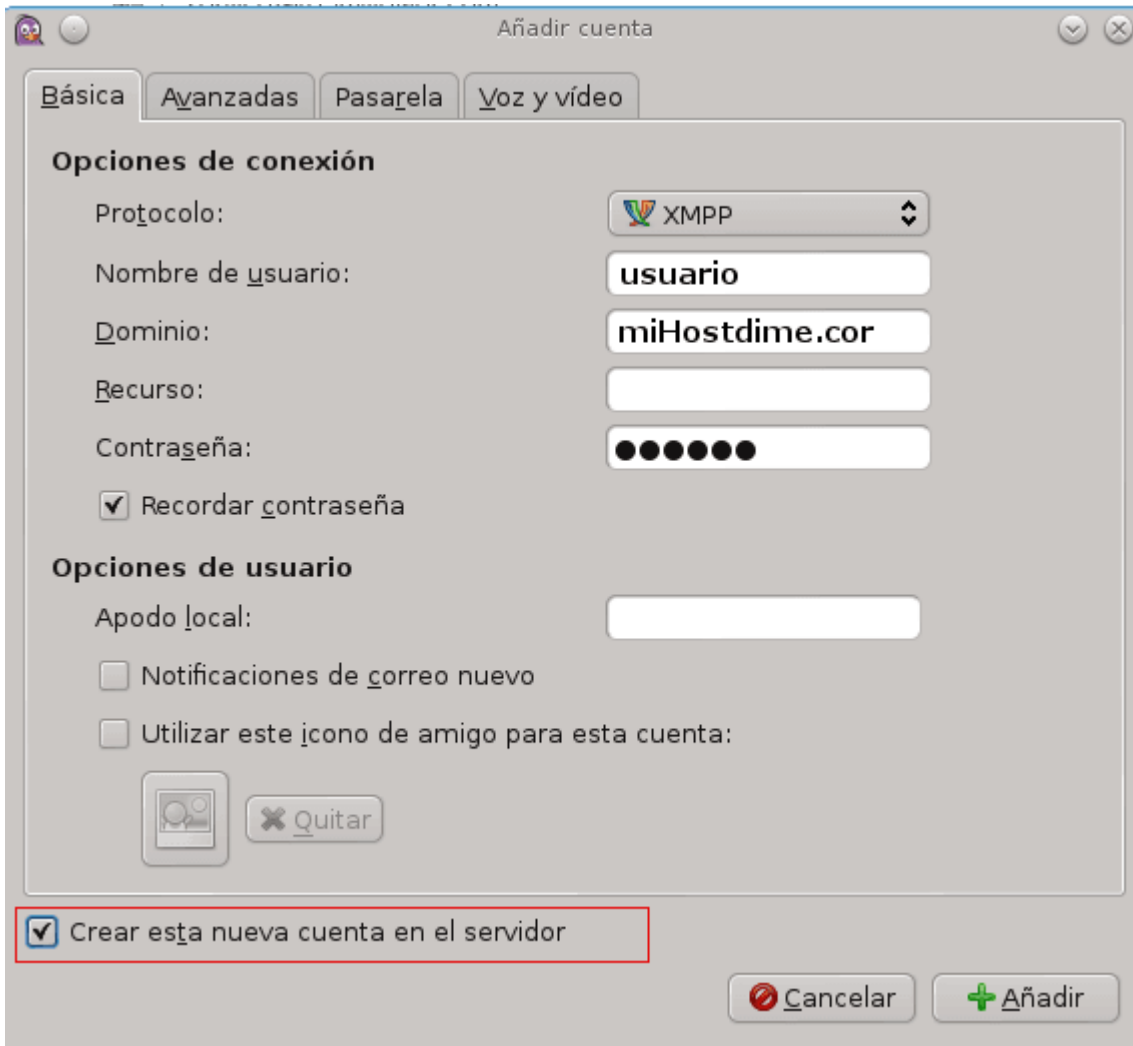 Añadir cuenta
Básica Avanzadas Pasarela Voz y vídeo
Opciones de conexión
Protocolo: XMPP
Nombre de usuario: usuario
Dominio: miHostdime.cor
Recurso:
Contraseña: ●●●●●●
Recordar contraseña
Opciones de usuario
Apodo local:
Notificaciones de correo nuevo
Utilizar este icono de amigo para esta cuenta:
Quitar
Crear esta nueva cuenta en el servidor
Cancelar Añadir